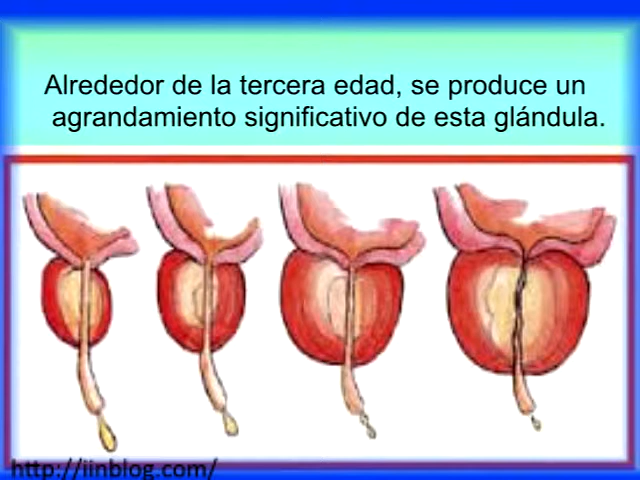 Alrededor de la tercera edad, se produce un
agrandamiento significativo de esta glándula.
http://iinblog.com/